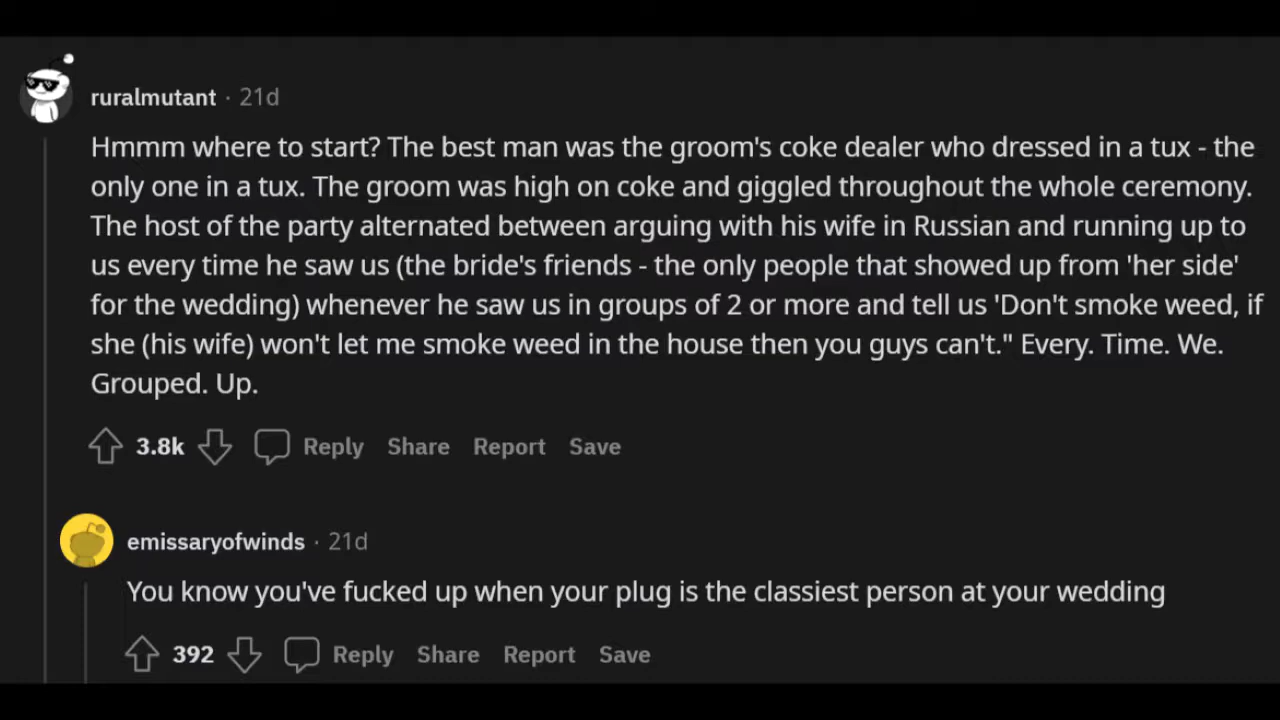 ruralmutant · 21d
Hmmm where to start? The best man was the groom's coke dealer who dressed in a tux - the
only one in a tux. The groom was high on coke and giggled throughout the whole ceremony.
The host of the party alternated between arguing with his wife in Russian and running up to
us every time he saw us (the bride's friends - the only people that showed up from 'her side'
for the wedding) whenever he saw us in groups of 2 or more and tell us 'Don't smoke weed, if
she (his wife) won't let me smoke weed in the house then you guys can't." Every. Time. We.
Grouped. Up.
3.8k Reply Share Report Save
emissaryofwinds · 21d
You know you've fucked up when your plug is the classiest person at your wedding
392 Reply Share Report Save